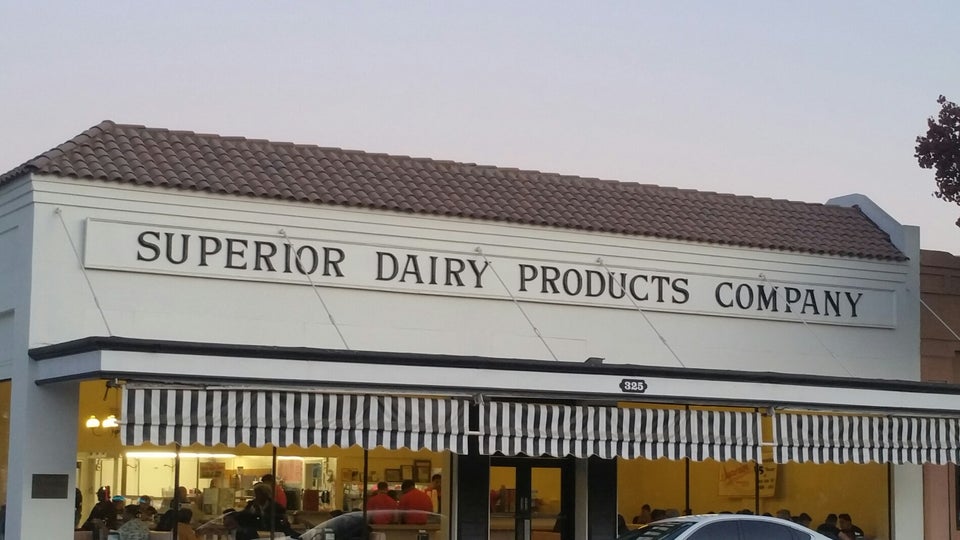 SUPERIOR DAIRY PRODUCTS COMPANY
325